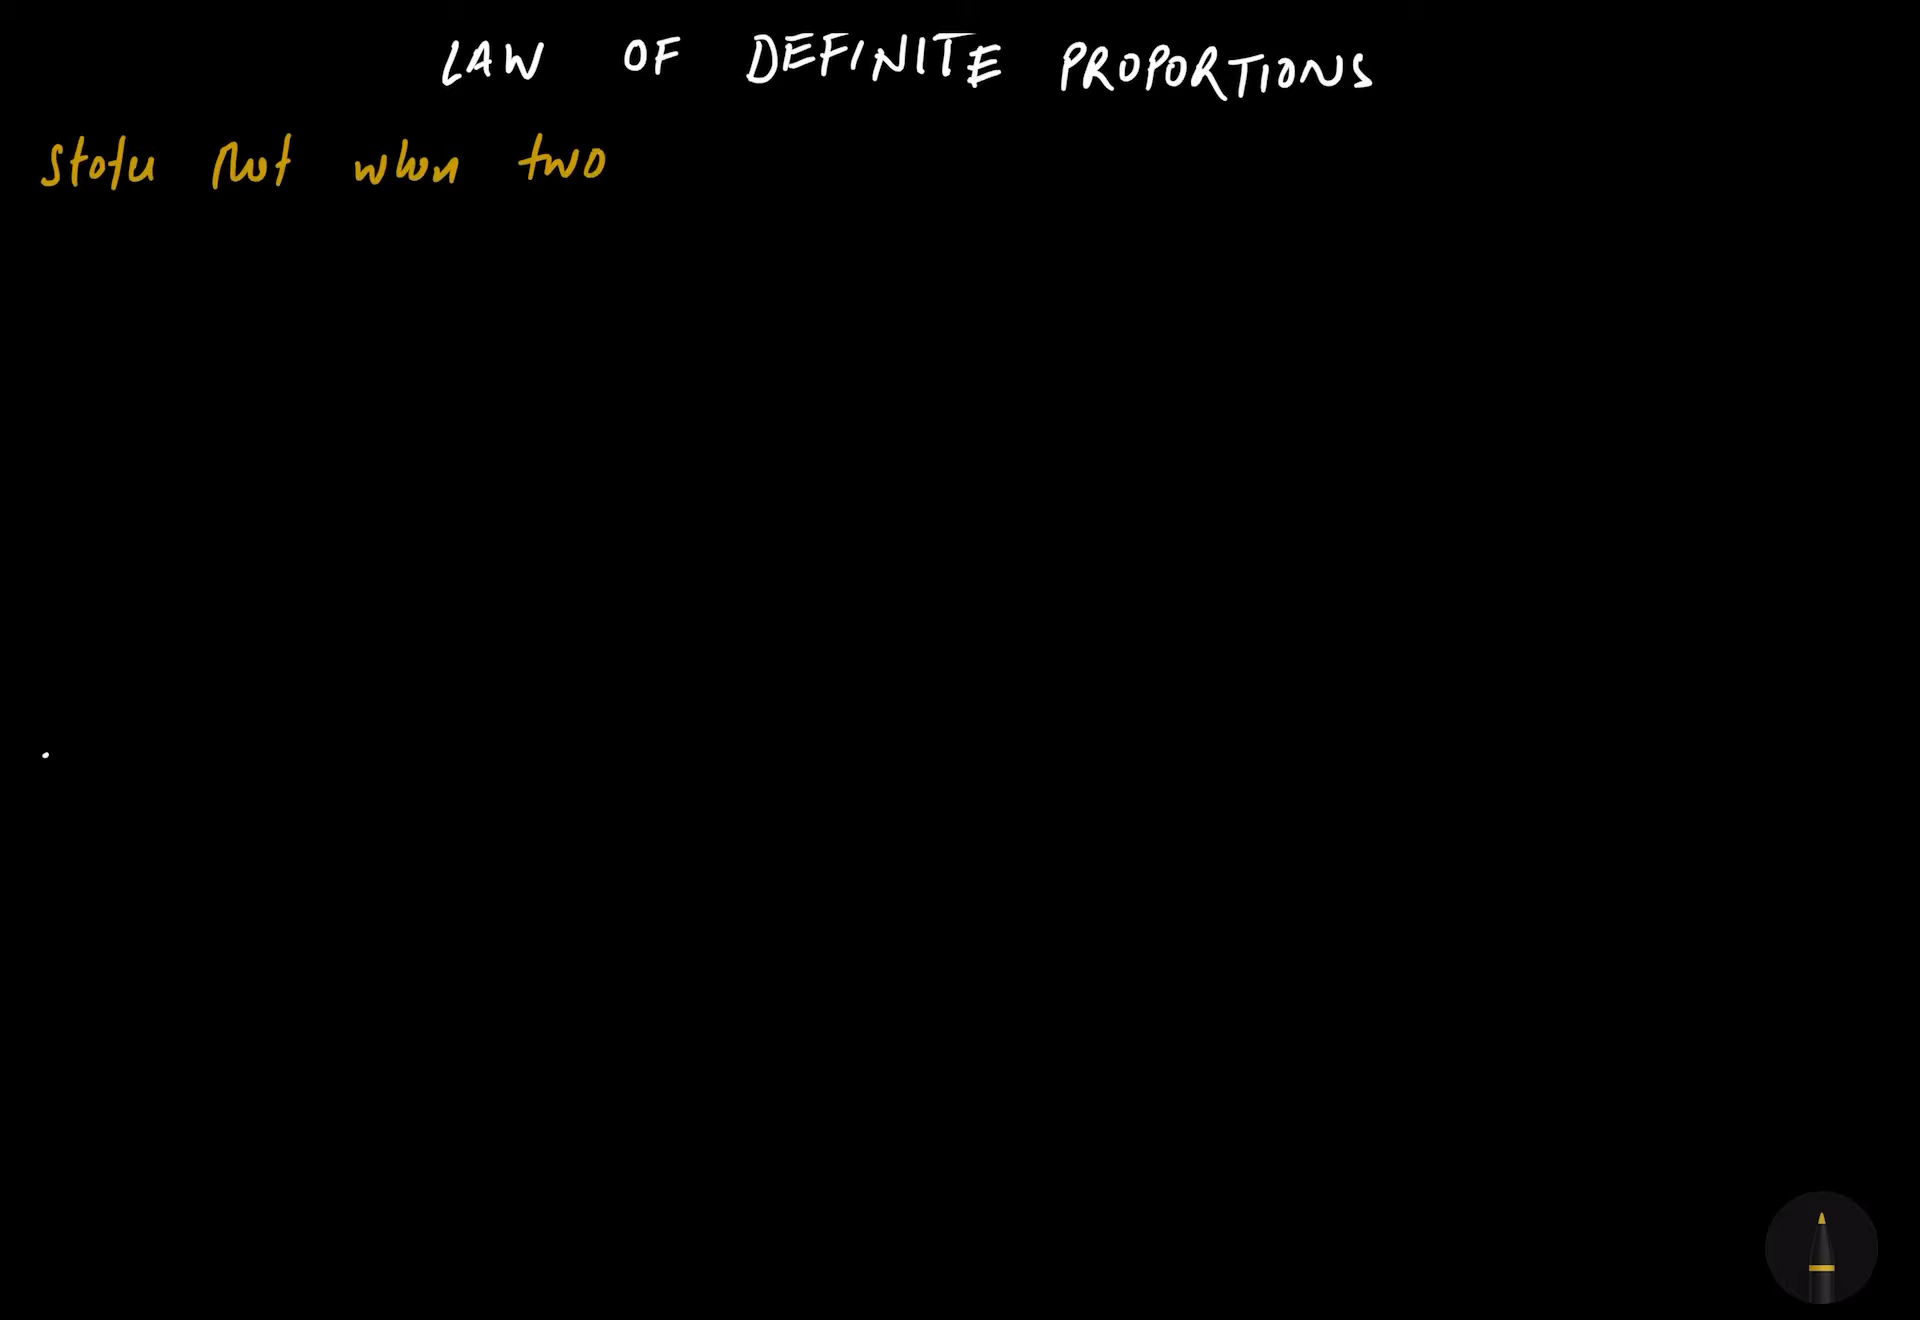 LAW OF DEFINITE PROPORTIONS
States that when two